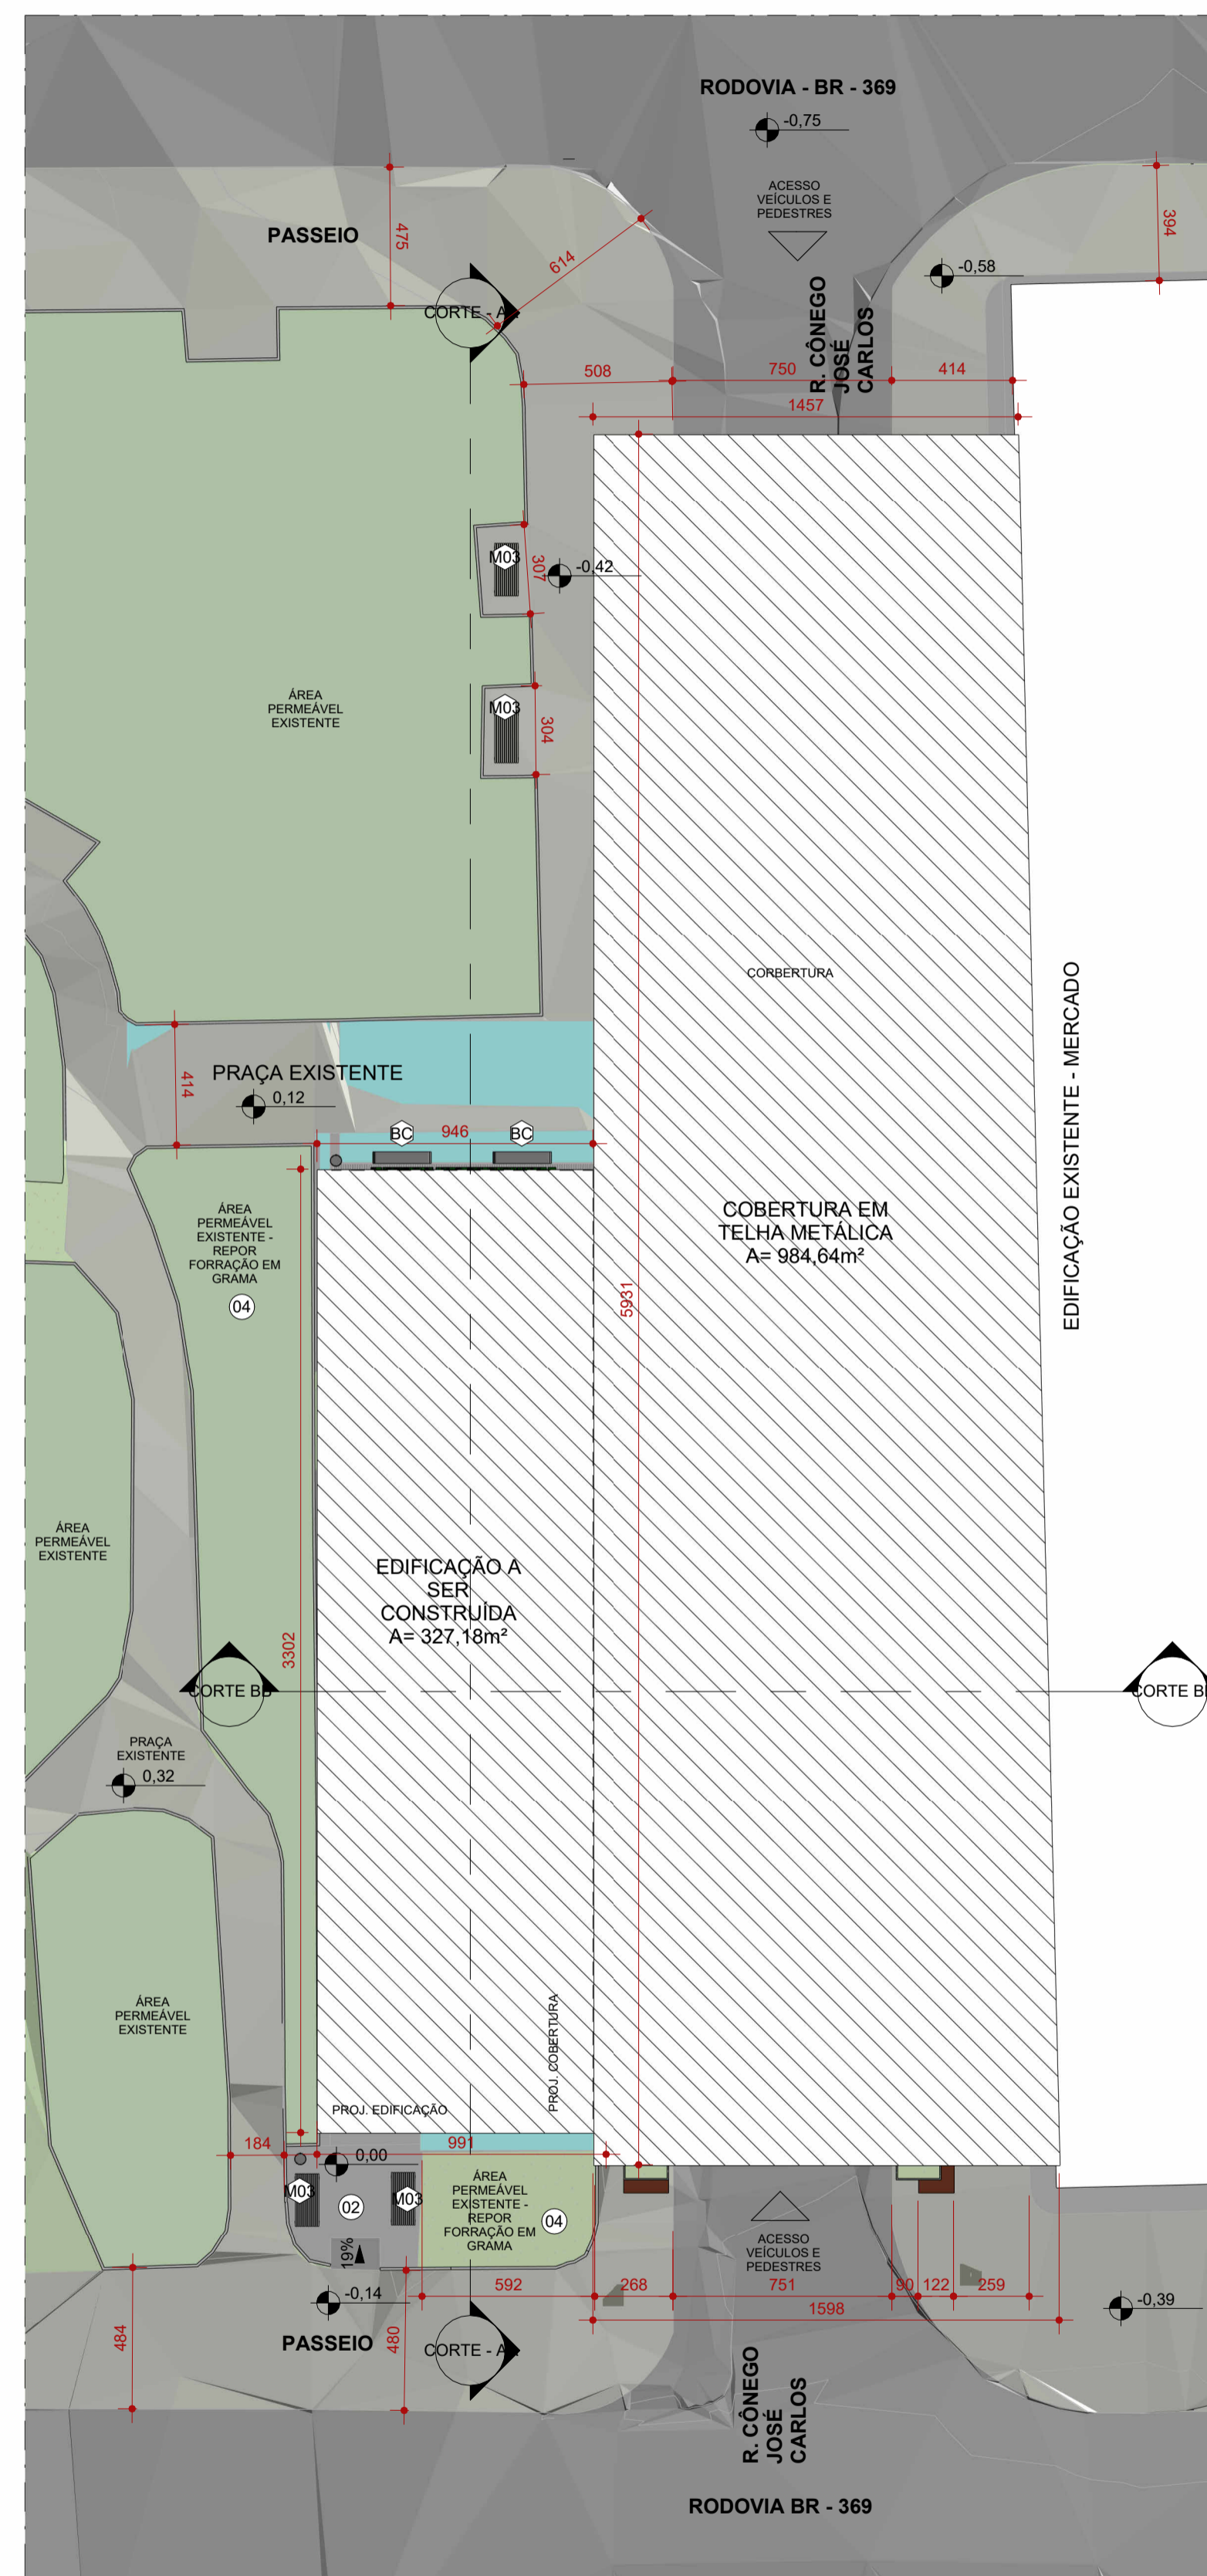 RODOVIA - BR - 369
-0,75
ACESSO
VEÍCULOS E
PEDESTRES
PASSEIO
475
614
394
-0,58
R. CÔNEGO
JOSÉ
CARLOS
CORTE - AA
508
750
414
1457
M03
307
-0,42
M03
304
ÁREA
PERMEÁVEL
EXISTENTE
CORBERTURA
EDIFICAÇÃO EXISTENTE - MERCADO
414
PRAÇA EXISTENTE
0,12
BC
946
BC
ÁREA
PERMEÁVEL
EXISTENTE -
REPOR
FORRAÇÃO EM
GRAMA
04
COBERTURA EM
TELHA METÁLICA
A= 984,64m²
5931
ÁREA
PERMEÁVEL
EXISTENTE
EDIFICAÇÃO A
SER
CONSTRUÍDA
A= 327,18m²
3302
CORTE BB
CORTE B
PRAÇA
EXISTENTE
0,32
ÁREA
PERMEÁVEL
EXISTENTE
PROJ. COBERTURA
PROJ. EDIFICAÇÃO
184
0,00
991
M03
02
M03
ÁREA
PERMEÁVEL
EXISTENTE -
REPOR
FORRAÇÃO EM
GRAMA
04
19%
ACESSO
VEÍCULOS E
PEDESTRES
592
268
751
90
122
259
-0,14
1598
-0,39
484
PASSEIO
480
CORTE - AA
R. CÔNEGO
JOSÉ
CARLOS
RODOVIA BR - 369